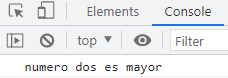 Elements Console
top Filter
numero dos es mayor